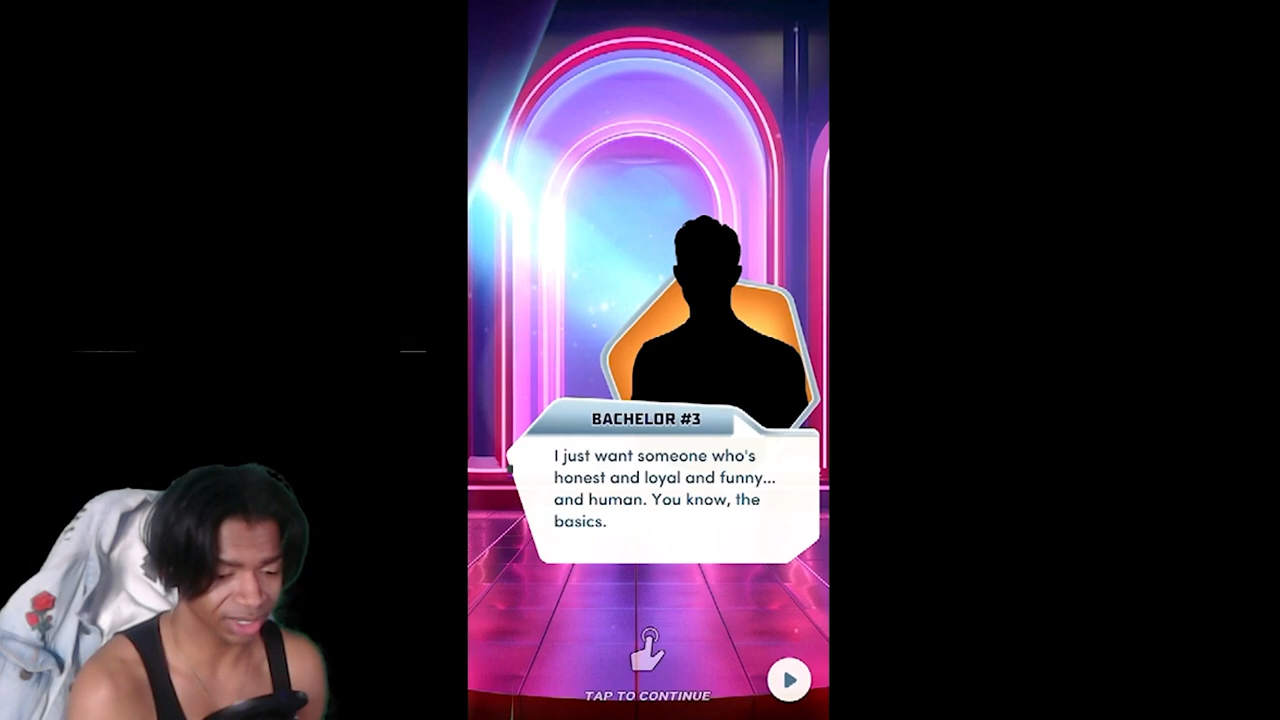 BACHELOR #3
I just want someone who's
honest and loyal and funny...
and human. You know, the
basics.
TAP TO CONTINUE